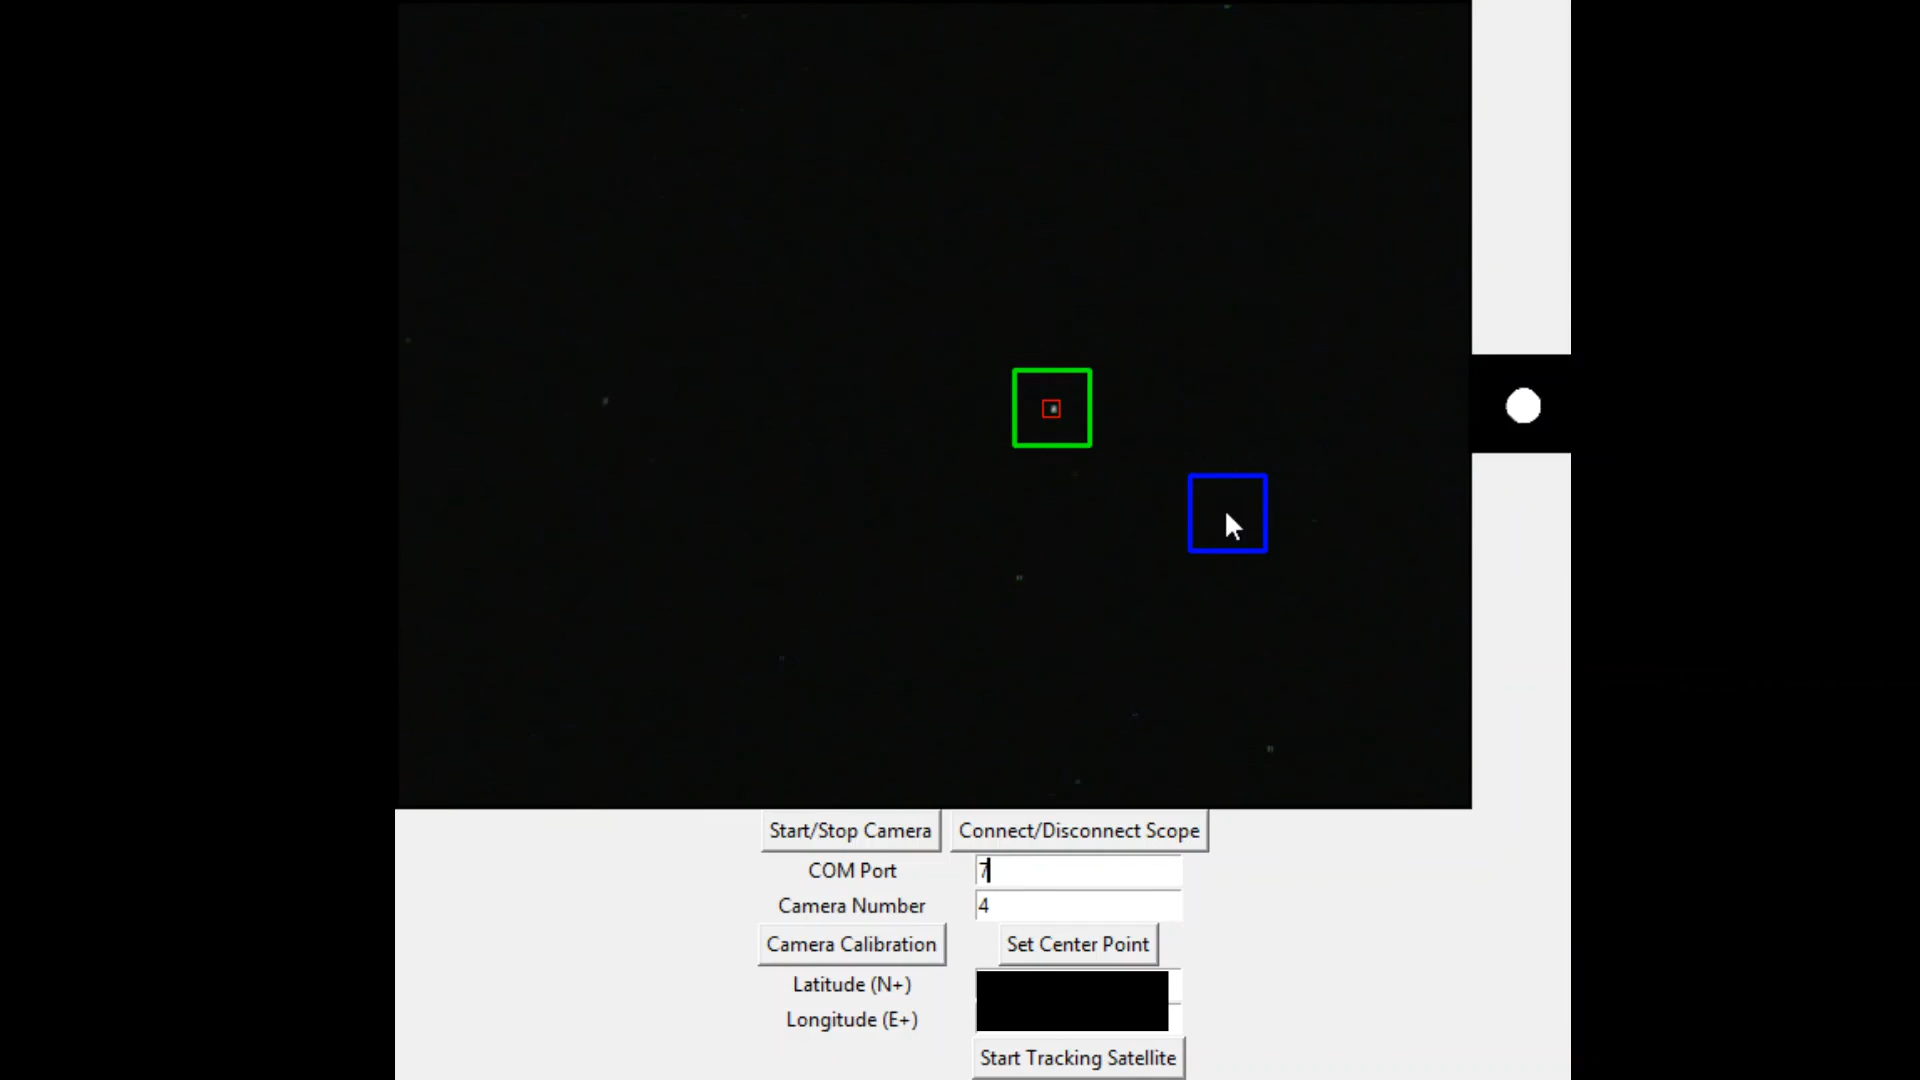 Start/Stop Camera Connect/Disconnect Scope
COM Port 7
Camera Number 4
Camera Calibration Set Center Point
Latitude (N+)
Longitude (E+)
Start Tracking Satellite